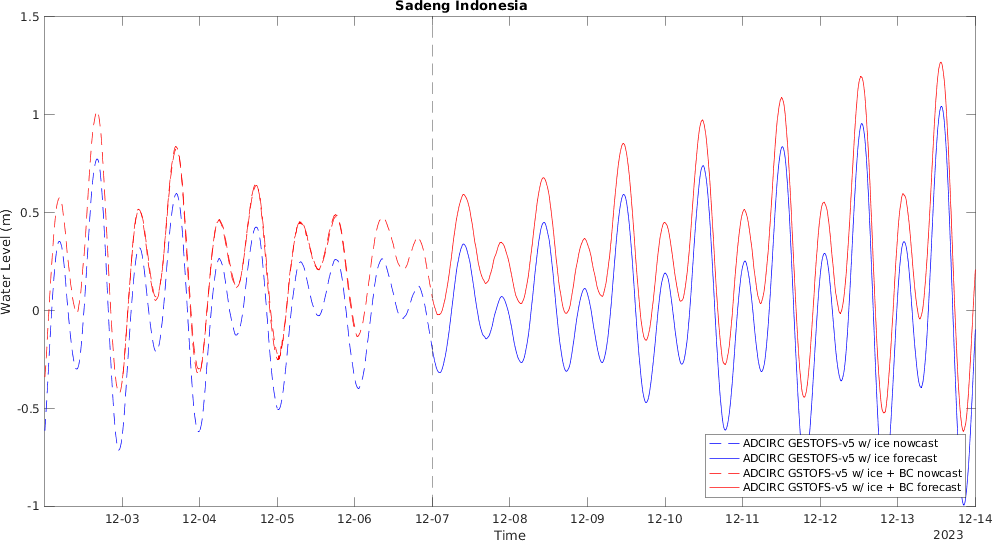 Sadeng Indonesia
1.5
1
0.5
0
-0.5
-1
Water Level (m)
ADCIRC GESTOFS-v5 w/ ice nowcast
ADCIRC GESTOFS-v5 w/ ice forecast
ADCIRC GSTOFS-v5 w/ ice + BC nowcast
ADCIRC GSTOFS-v5 w/ ice + BC forecast
12-03 12-04 12-05 12-06 12-07 12-08 12-09 12-10 12-11 12-12 12-13 12-14
Time
2023